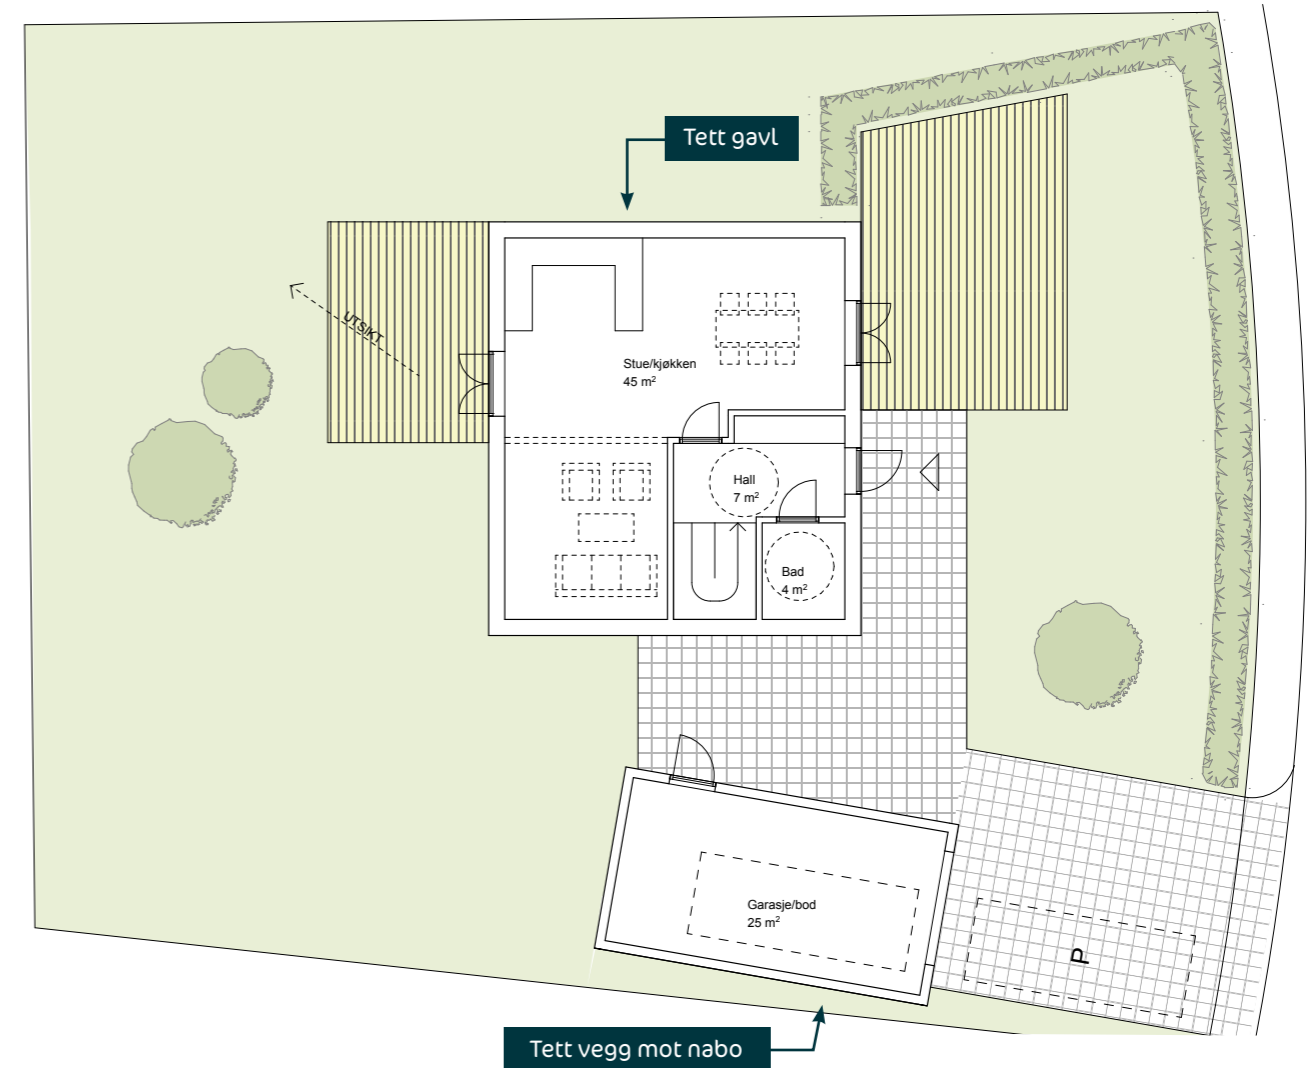 Tett gavl
UTSIKT
Stue/kjøkken
45 m²
Hall
7 m²
Bad
4 m²
Garasje/bod
25 m²
P
Tett vegg mot nabo